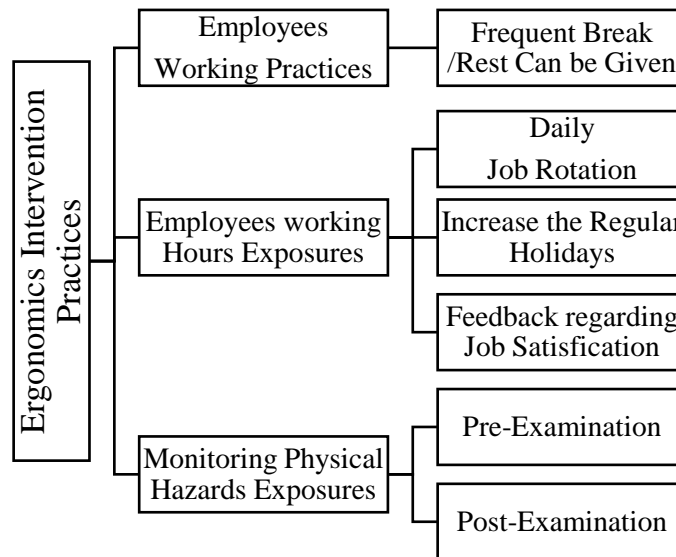 Ergonomics Intervention
Practices
Employees
Working Practices
Frequent Break
/Rest Can be Given
Employees working
Hours Exposures
Daily
Job Rotation
Increase the Regular
Holidays
Feedback regarding
Job Satisfication
Monitoring Physical
Hazards Exposures
Pre-Examination
Post-Examination